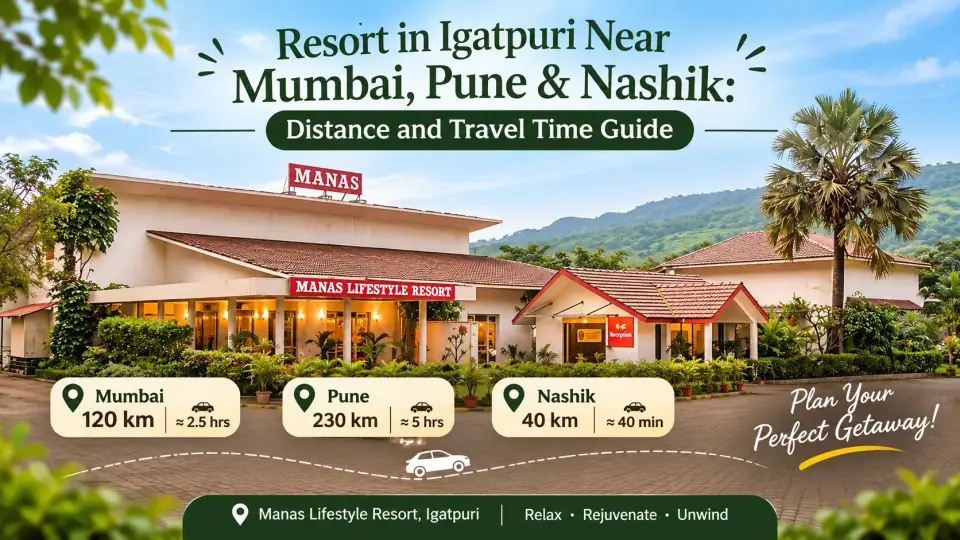 Resort in Igatpuri Near
Mumbai, Pune & Nashik:
Distance and Travel Time Guide
MANAS
MANAS LIFESTYLE RESORT
Reception
Mumbai
120 km
≈ 2.5 hrs
Pune
230 km
≈ 5 hrs
Nashik
40 km
≈ 40 min
Plan Your
Perfect Getaway!
Manas Lifestyle Resort, Igatpuri | Relax • Rejuvenate • Unwind